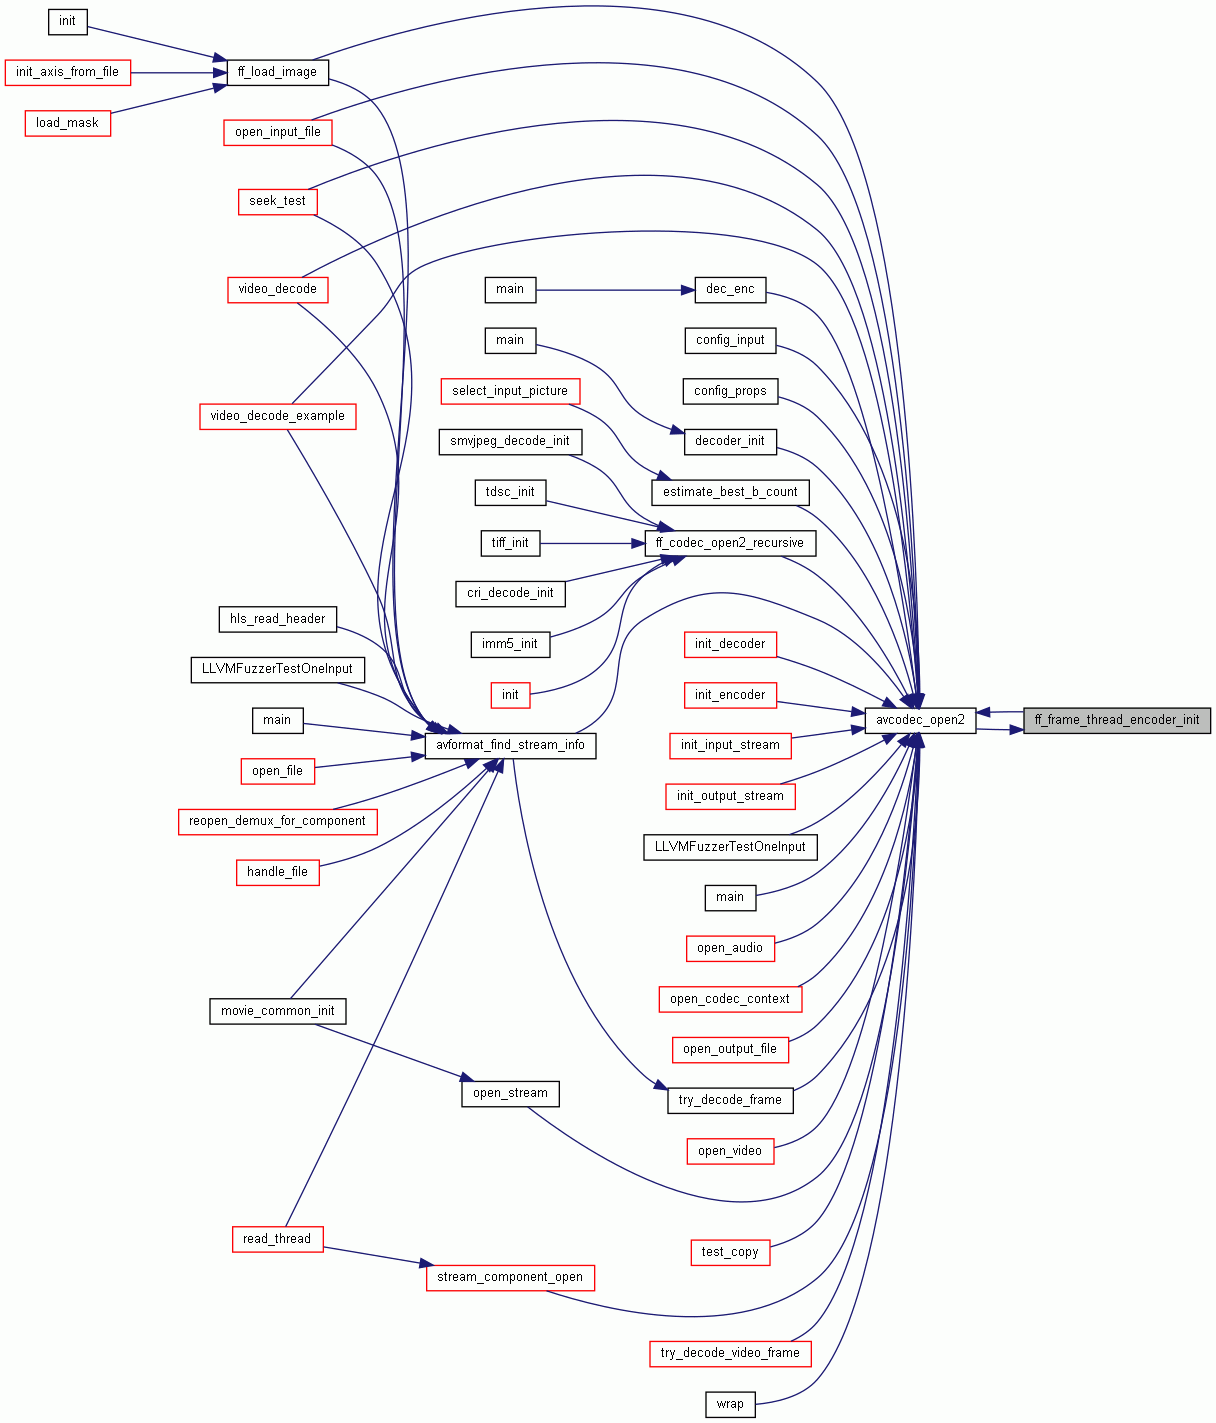 init
ff_load_image
init_axis_from_file
load_mask
open_input_file
seek_test
video_decode
main
dec_enc
main
config_input
select_input_picture
config_props
video_decode_example
smvjpeg_decode_init
decoder_init
tdsc_init
estimate_best_b_count
tiff_init
ff_codec_open2_recursive
cri_decode_init
hls_read_header
imm5_init
init_decoder
LLVMFuzzerTestOneInput
init
init_encoder
main
avcodec_open2
ff_frame_thread_encoder_init
avformat_find_stream_info
init_input_stream
open_file
init_output_stream
reopen_demux_for_component
LLVMFuzzerTestOneInput
handle_file
main
open_audio
open_codec_context
movie_common_init
open_output_file
open_stream
try_decode_frame
open_video
read_thread
test_copy
stream_component_open
try_decode_video_frame
wrap